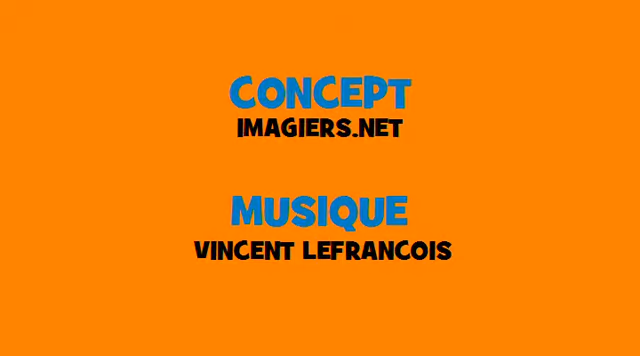 CONCEPT
IMAGIERS.NET
MUSIQUE
VINCENT LEFRANCOIS